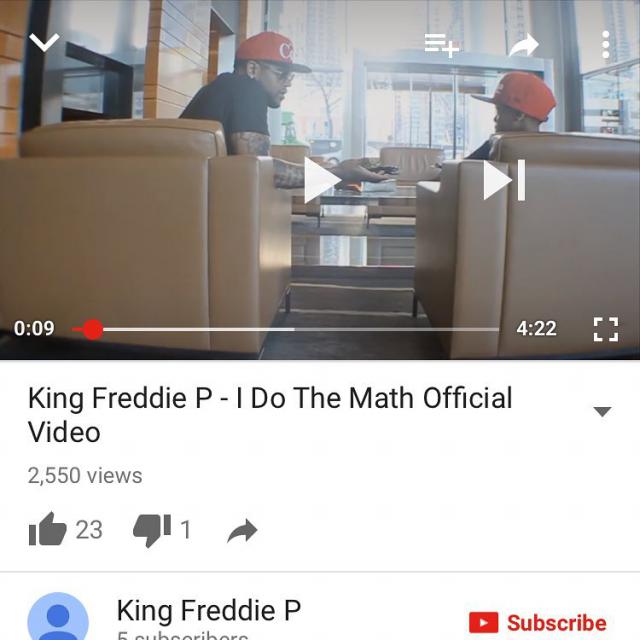 0:09
4:22
King Freddie P - I Do The Math Official
Video
2,550 views
23
1
King Freddie P
5 subscribers
Subscribe